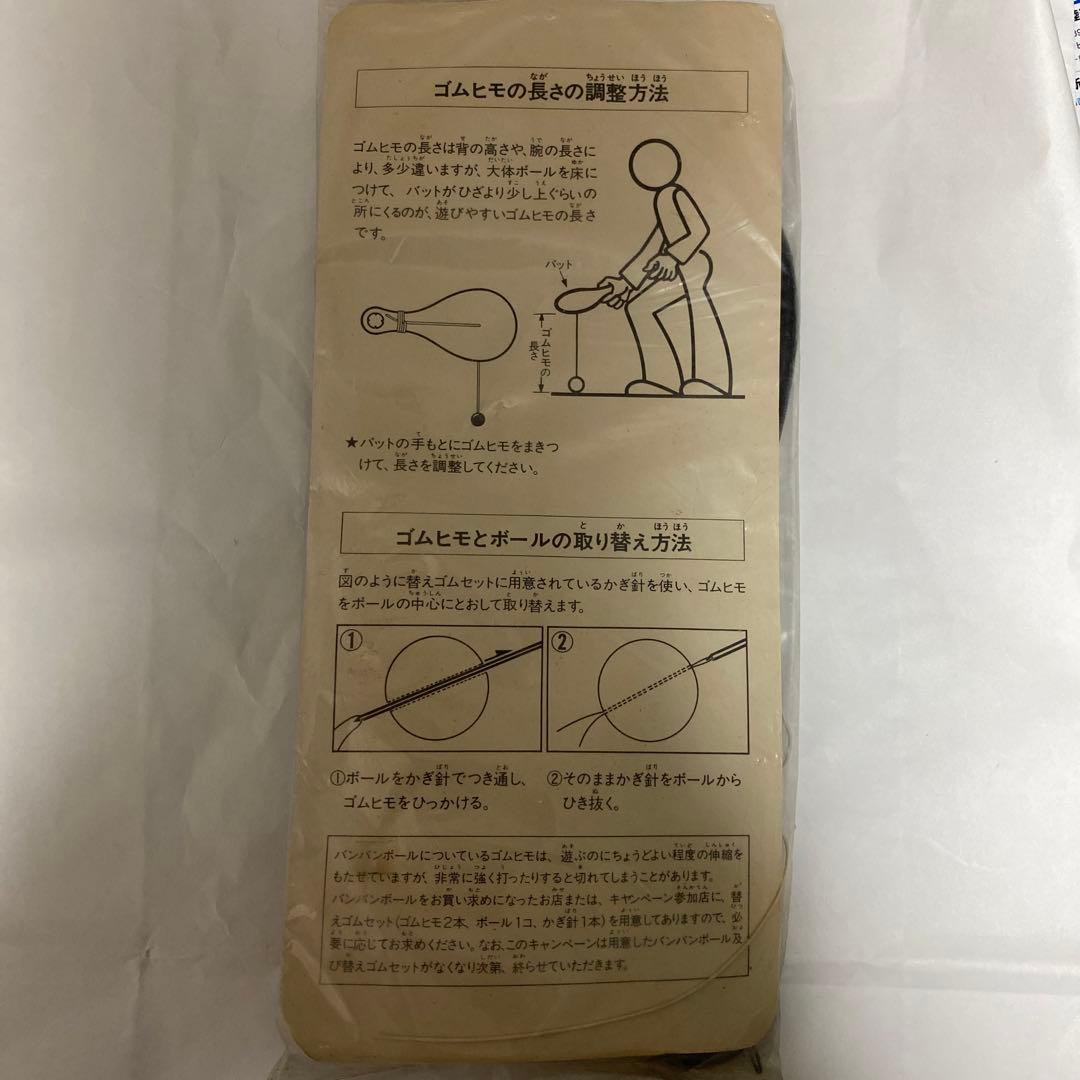 ゴムヒモの長さの調整方法
ゴムヒモの長さは背の高さや、腕の長さに
より、多少違いますが、大体ボールを床に
つけて、バットがひざより少し上ぐらいの
所にくるのが、遊びやすいゴムヒモの長さ
です。
バット
ゴムヒモの
長さ
★バットの手もとにゴムヒモをまきつ
けて、長さを調整してください。
ゴムヒモとボールの取り替え方法
図のように替えゴムセットに用意されているかぎ針を使い、ゴムヒモ
をボールの中心にとおして取り替えます。
①
②
①ボールをかぎ針でつき通し、
ゴムヒモをひっかける。
②そのままかぎ針をボールから
ひき抜く。
バンバンボールについているゴムヒモは、遊ぶのにちょうどよい程度の伸縮を
もたせていますが、非常に強く打ったりすると切れてしまうことがあります。
バンバンボールをお買い求めになったお店または、キャンペーン参加店に、替
えゴムセット(ゴムヒモ2本、ボール1コ、かぎ針1本)を用意してありますので、必
要に応じてお求めください。なお、このキャンペーンは用意したバンバンボール及
び替えゴムセットがなくなり次第、終らせていただきます。